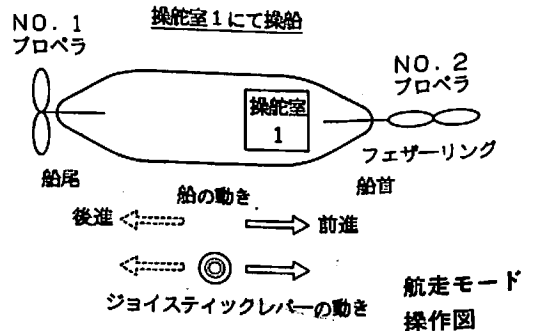 操舵室1にて操船
NO. 1
プロペラ
NO. 2
プロペラ
操舵室
1
フェザーリング
船尾
船首
船の動き
後進
前進
ジョイスティックレバーの動き
航走モード
操作図